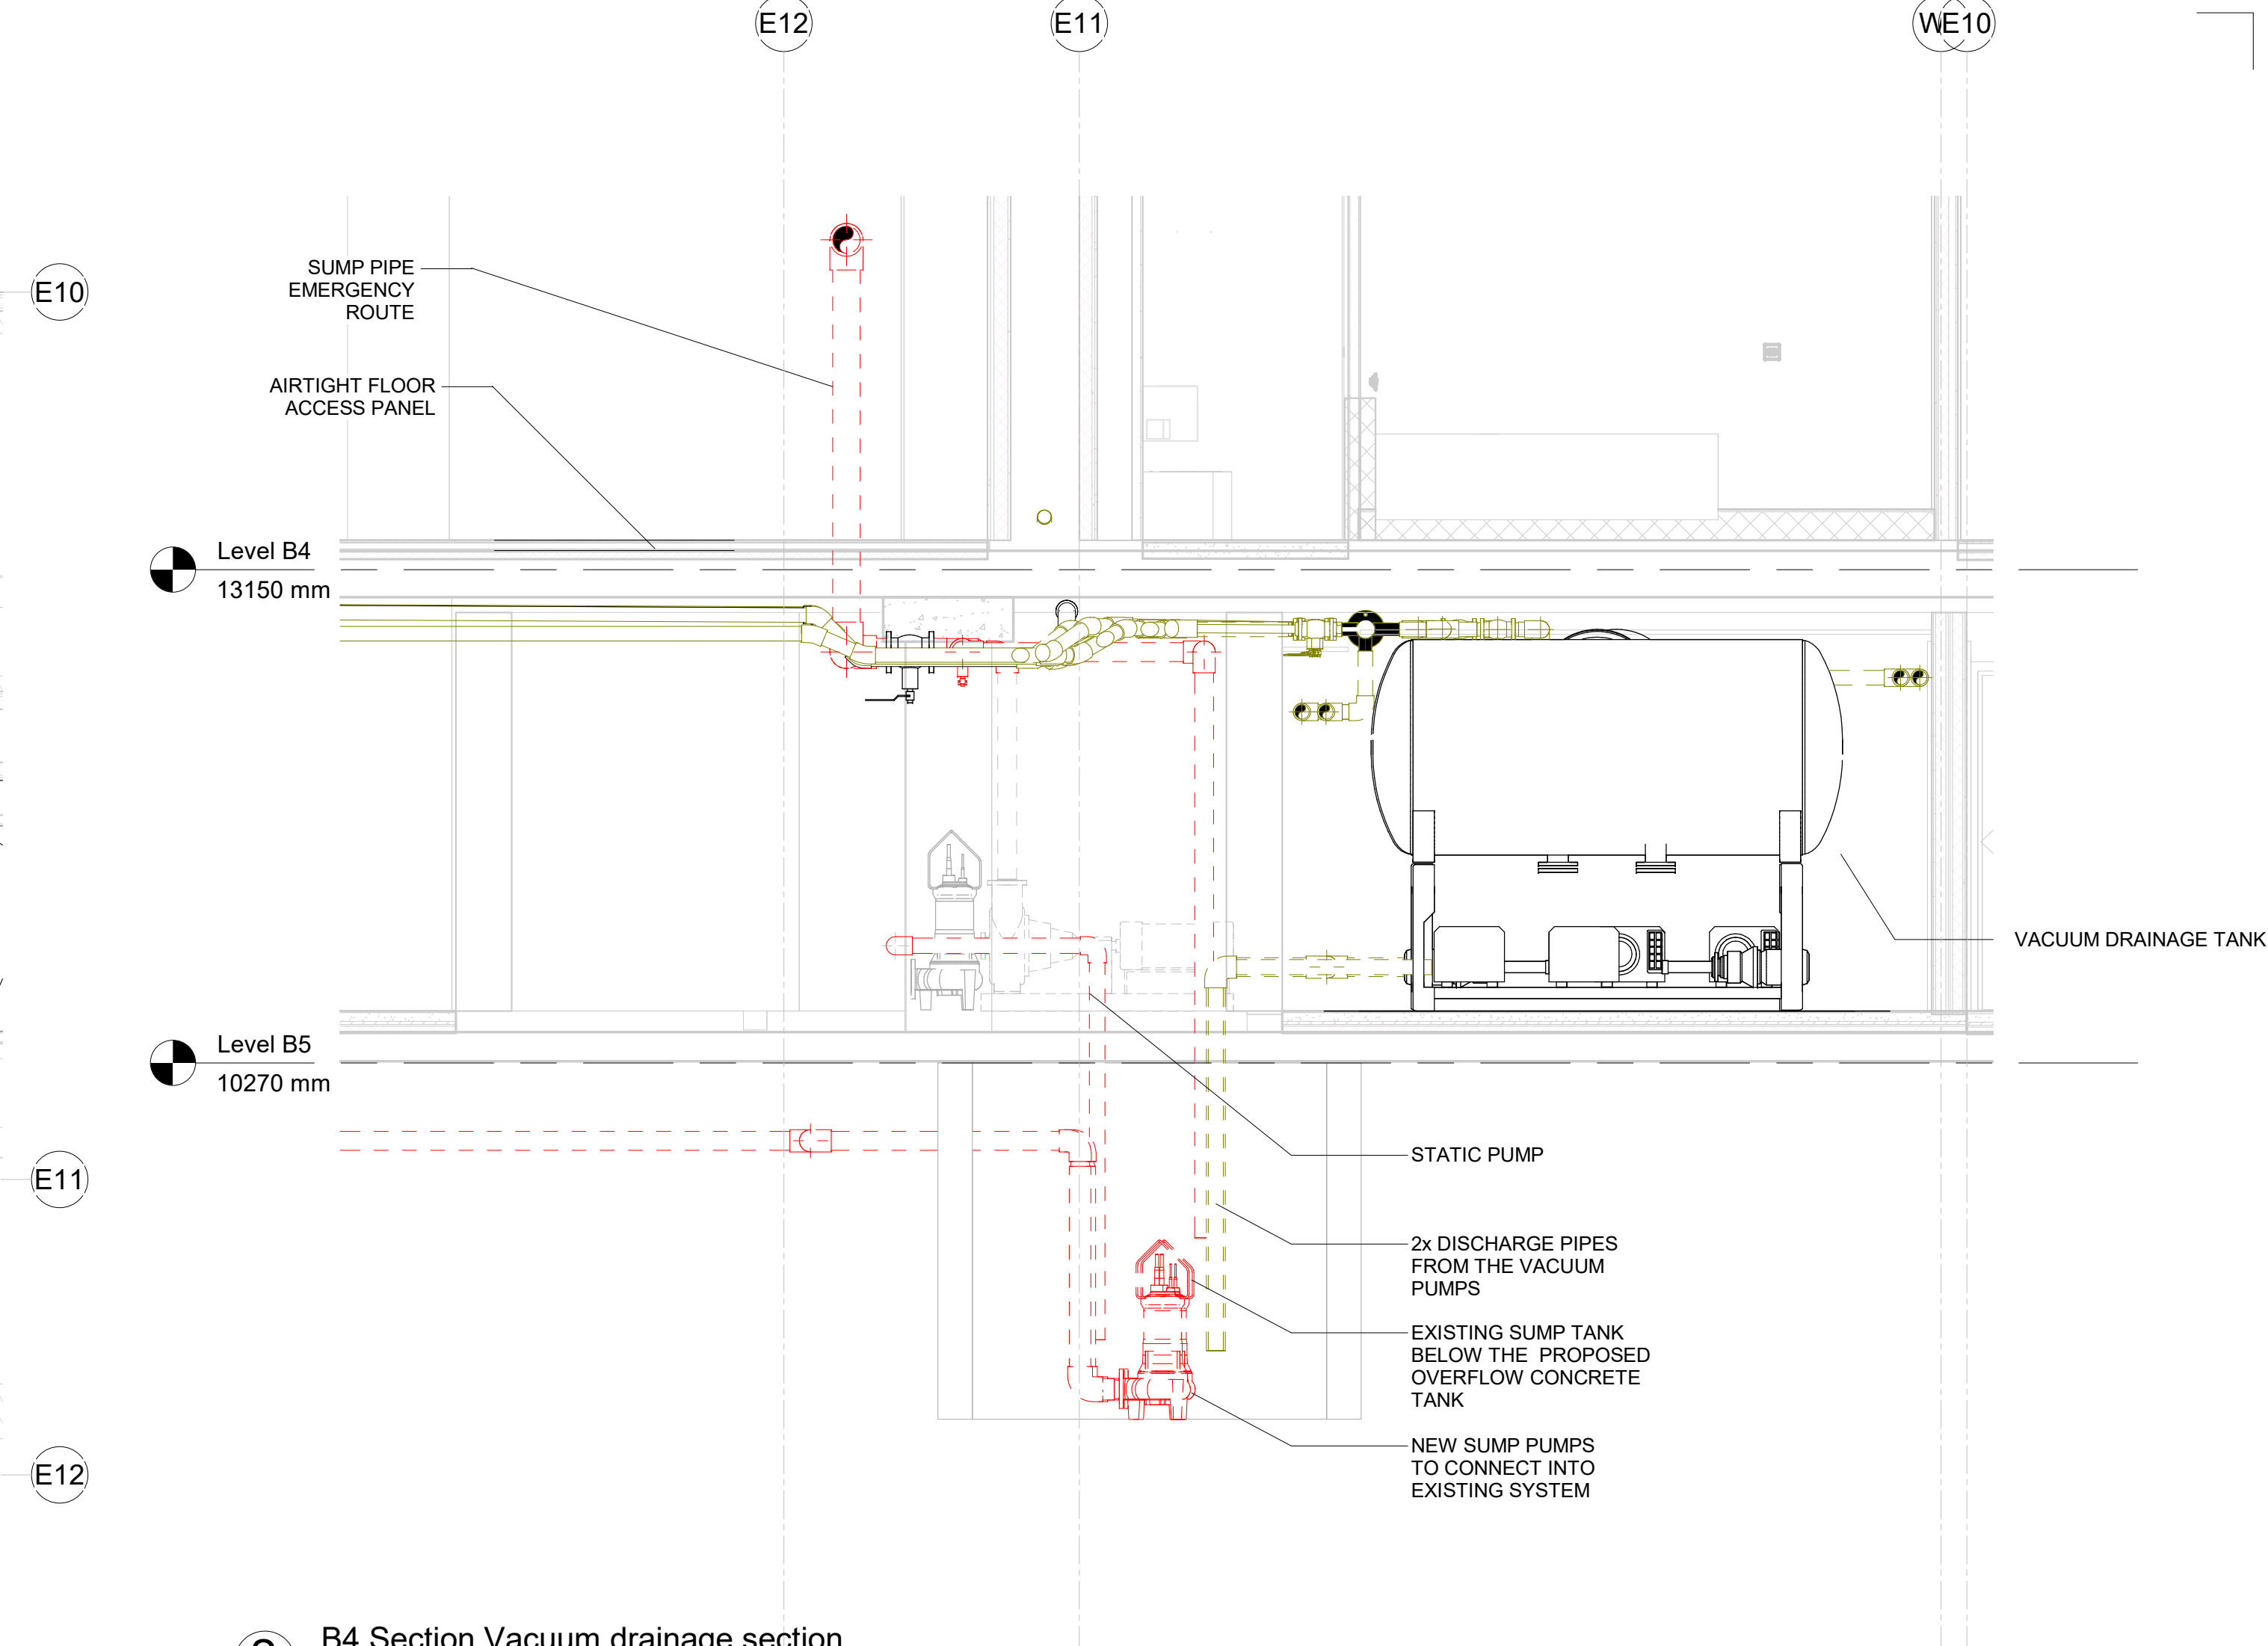 E12
E11
W
E10
SUMP PIPE
EMERGENCY
ROUTE
E10
AIRTIGHT FLOOR
ACCESS PANEL
Level B4
13150 mm
VACUUM DRAINAGE TANK
Level B5
10270 mm
STATIC PUMP
E11
2x DISCHARGE PIPES
FROM THE VACUUM
PUMPS
EXISTING SUMP TANK
BELOW THE PROPOSED
OVERFLOW CONCRETE
TANK
NEW SUMP PUMPS
TO CONNECT INTO
EXISTING SYSTEM
E12
B4 Section Vacuum drainage section